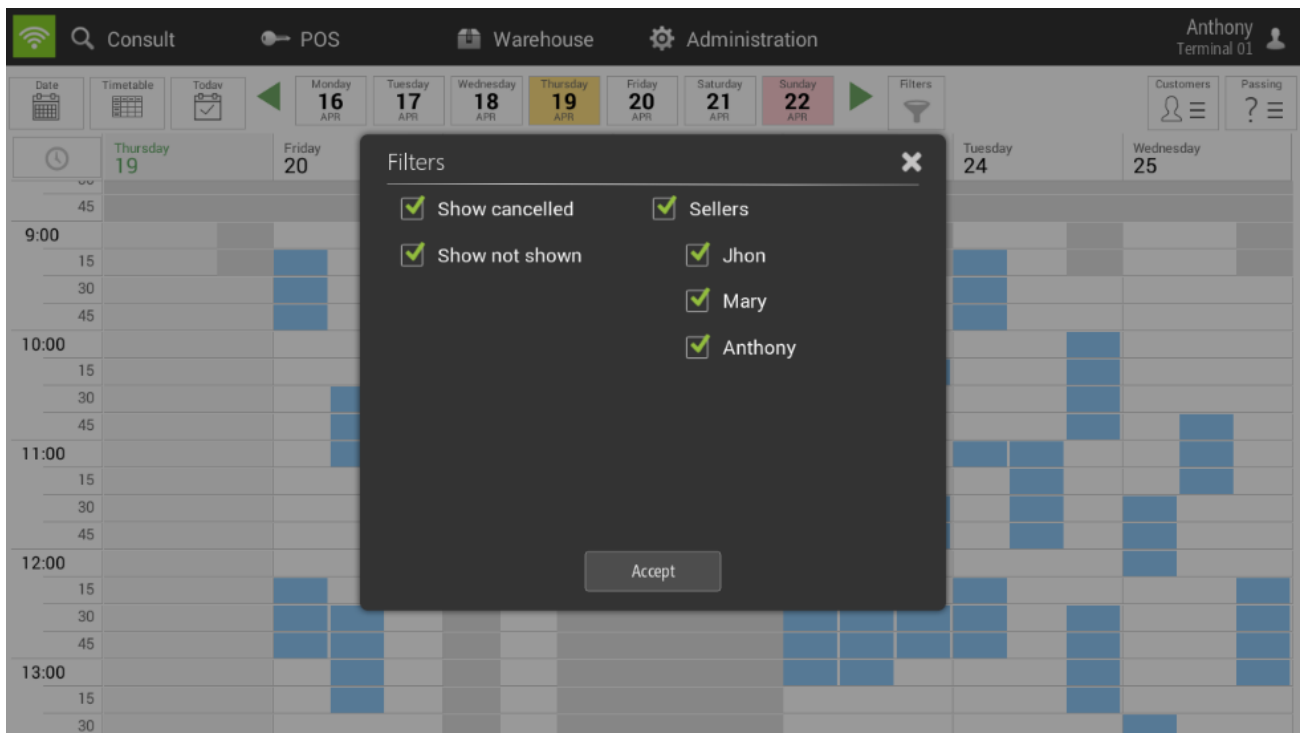 Consult
POS
Warehouse
Administration
Anthony
Terminal 01
Date
Timetable
Today
Monday
16
APR
Tuesday
17
APR
Wednesday
18
APR
Thursday
19
APR
Friday
20
APR
Saturday
21
APR
Sunday
22
APR
Filters
Customers
Passing
?
Thursday
19
Friday
20
Tuesday
24
Wednesday
25
Filters
Show cancelled
Show not shown
Sellers
Jhon
Mary
Anthony
Accept
45
9:00
15
30
45
10:00
15
30
45
11:00
15
30
45
12:00
15
30
45
13:00
15
30